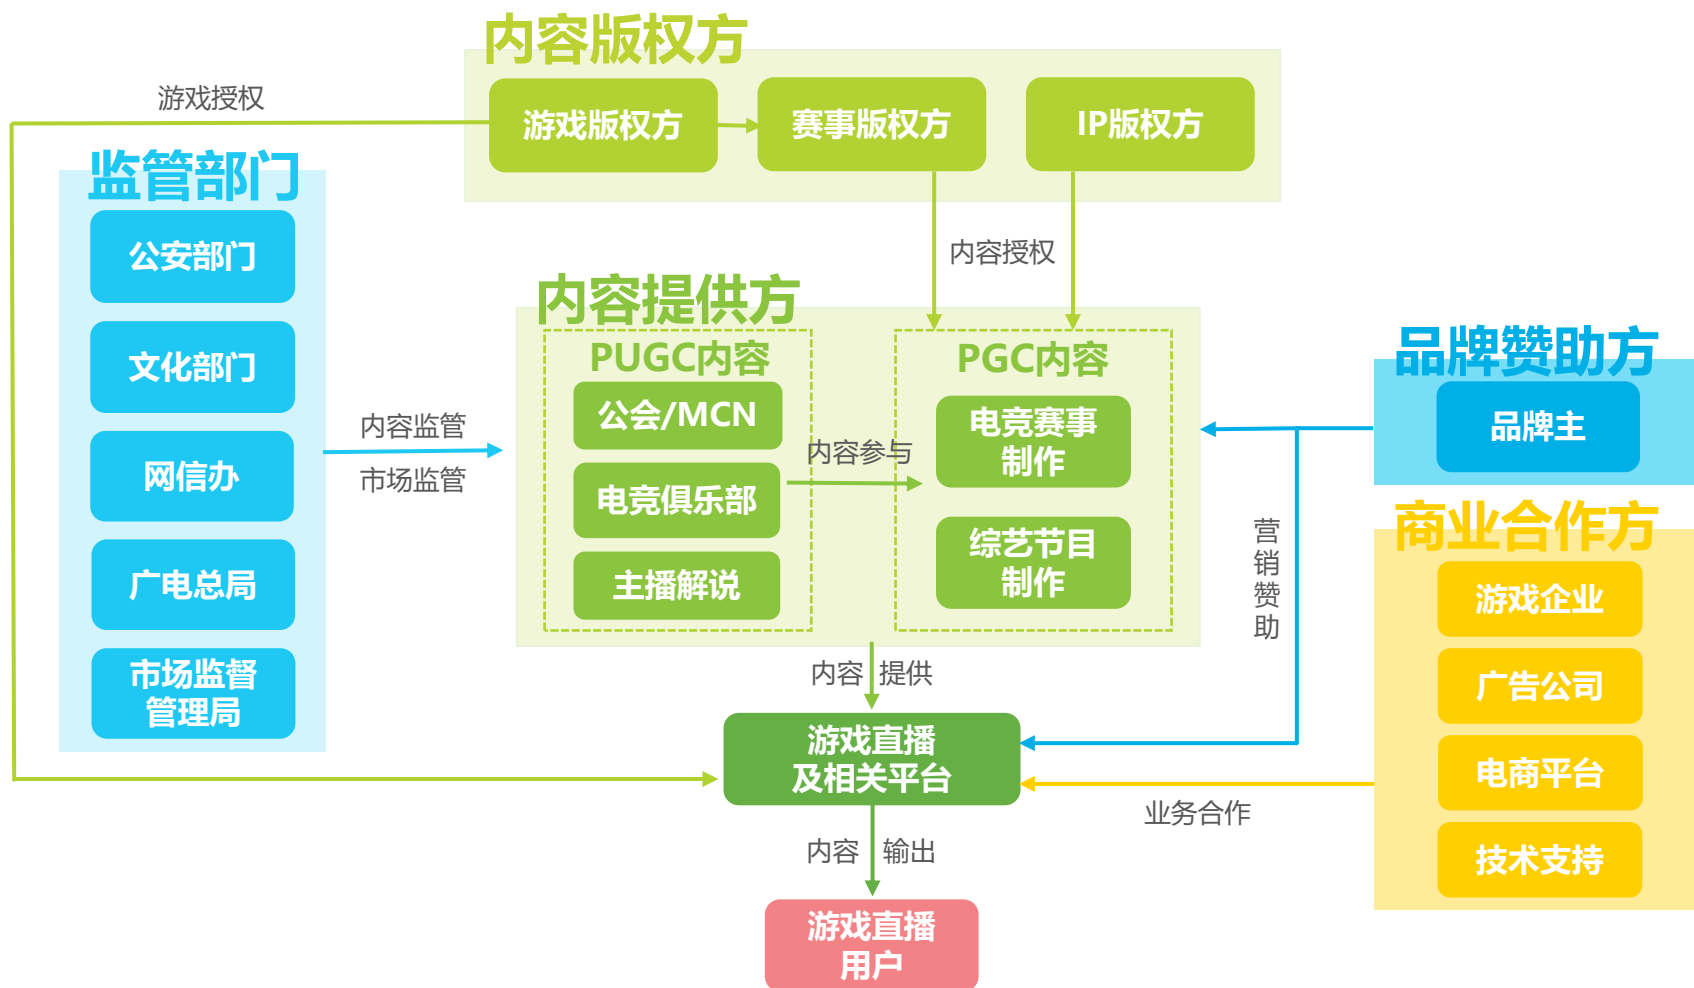 内容版权方
游戏授权
游戏版权方
赛事版权方
IP版权方
监管部门
公安部门
文化部门
网信办
广电总局
市场监督
管理局
内容监管
市场监管
内容授权
内容提供方
PUGC内容
公会/MCN
电竞俱乐部
主播解说
内容参与
PGC内容
电竞赛事
制作
综艺节目
制作
品牌赞助方
品牌主
营销赞助
商业合作方
游戏企业
广告公司
电商平台
技术支持
内容 提供
游戏直播
及相关平台
业务合作
内容 输出
游戏直播
用户